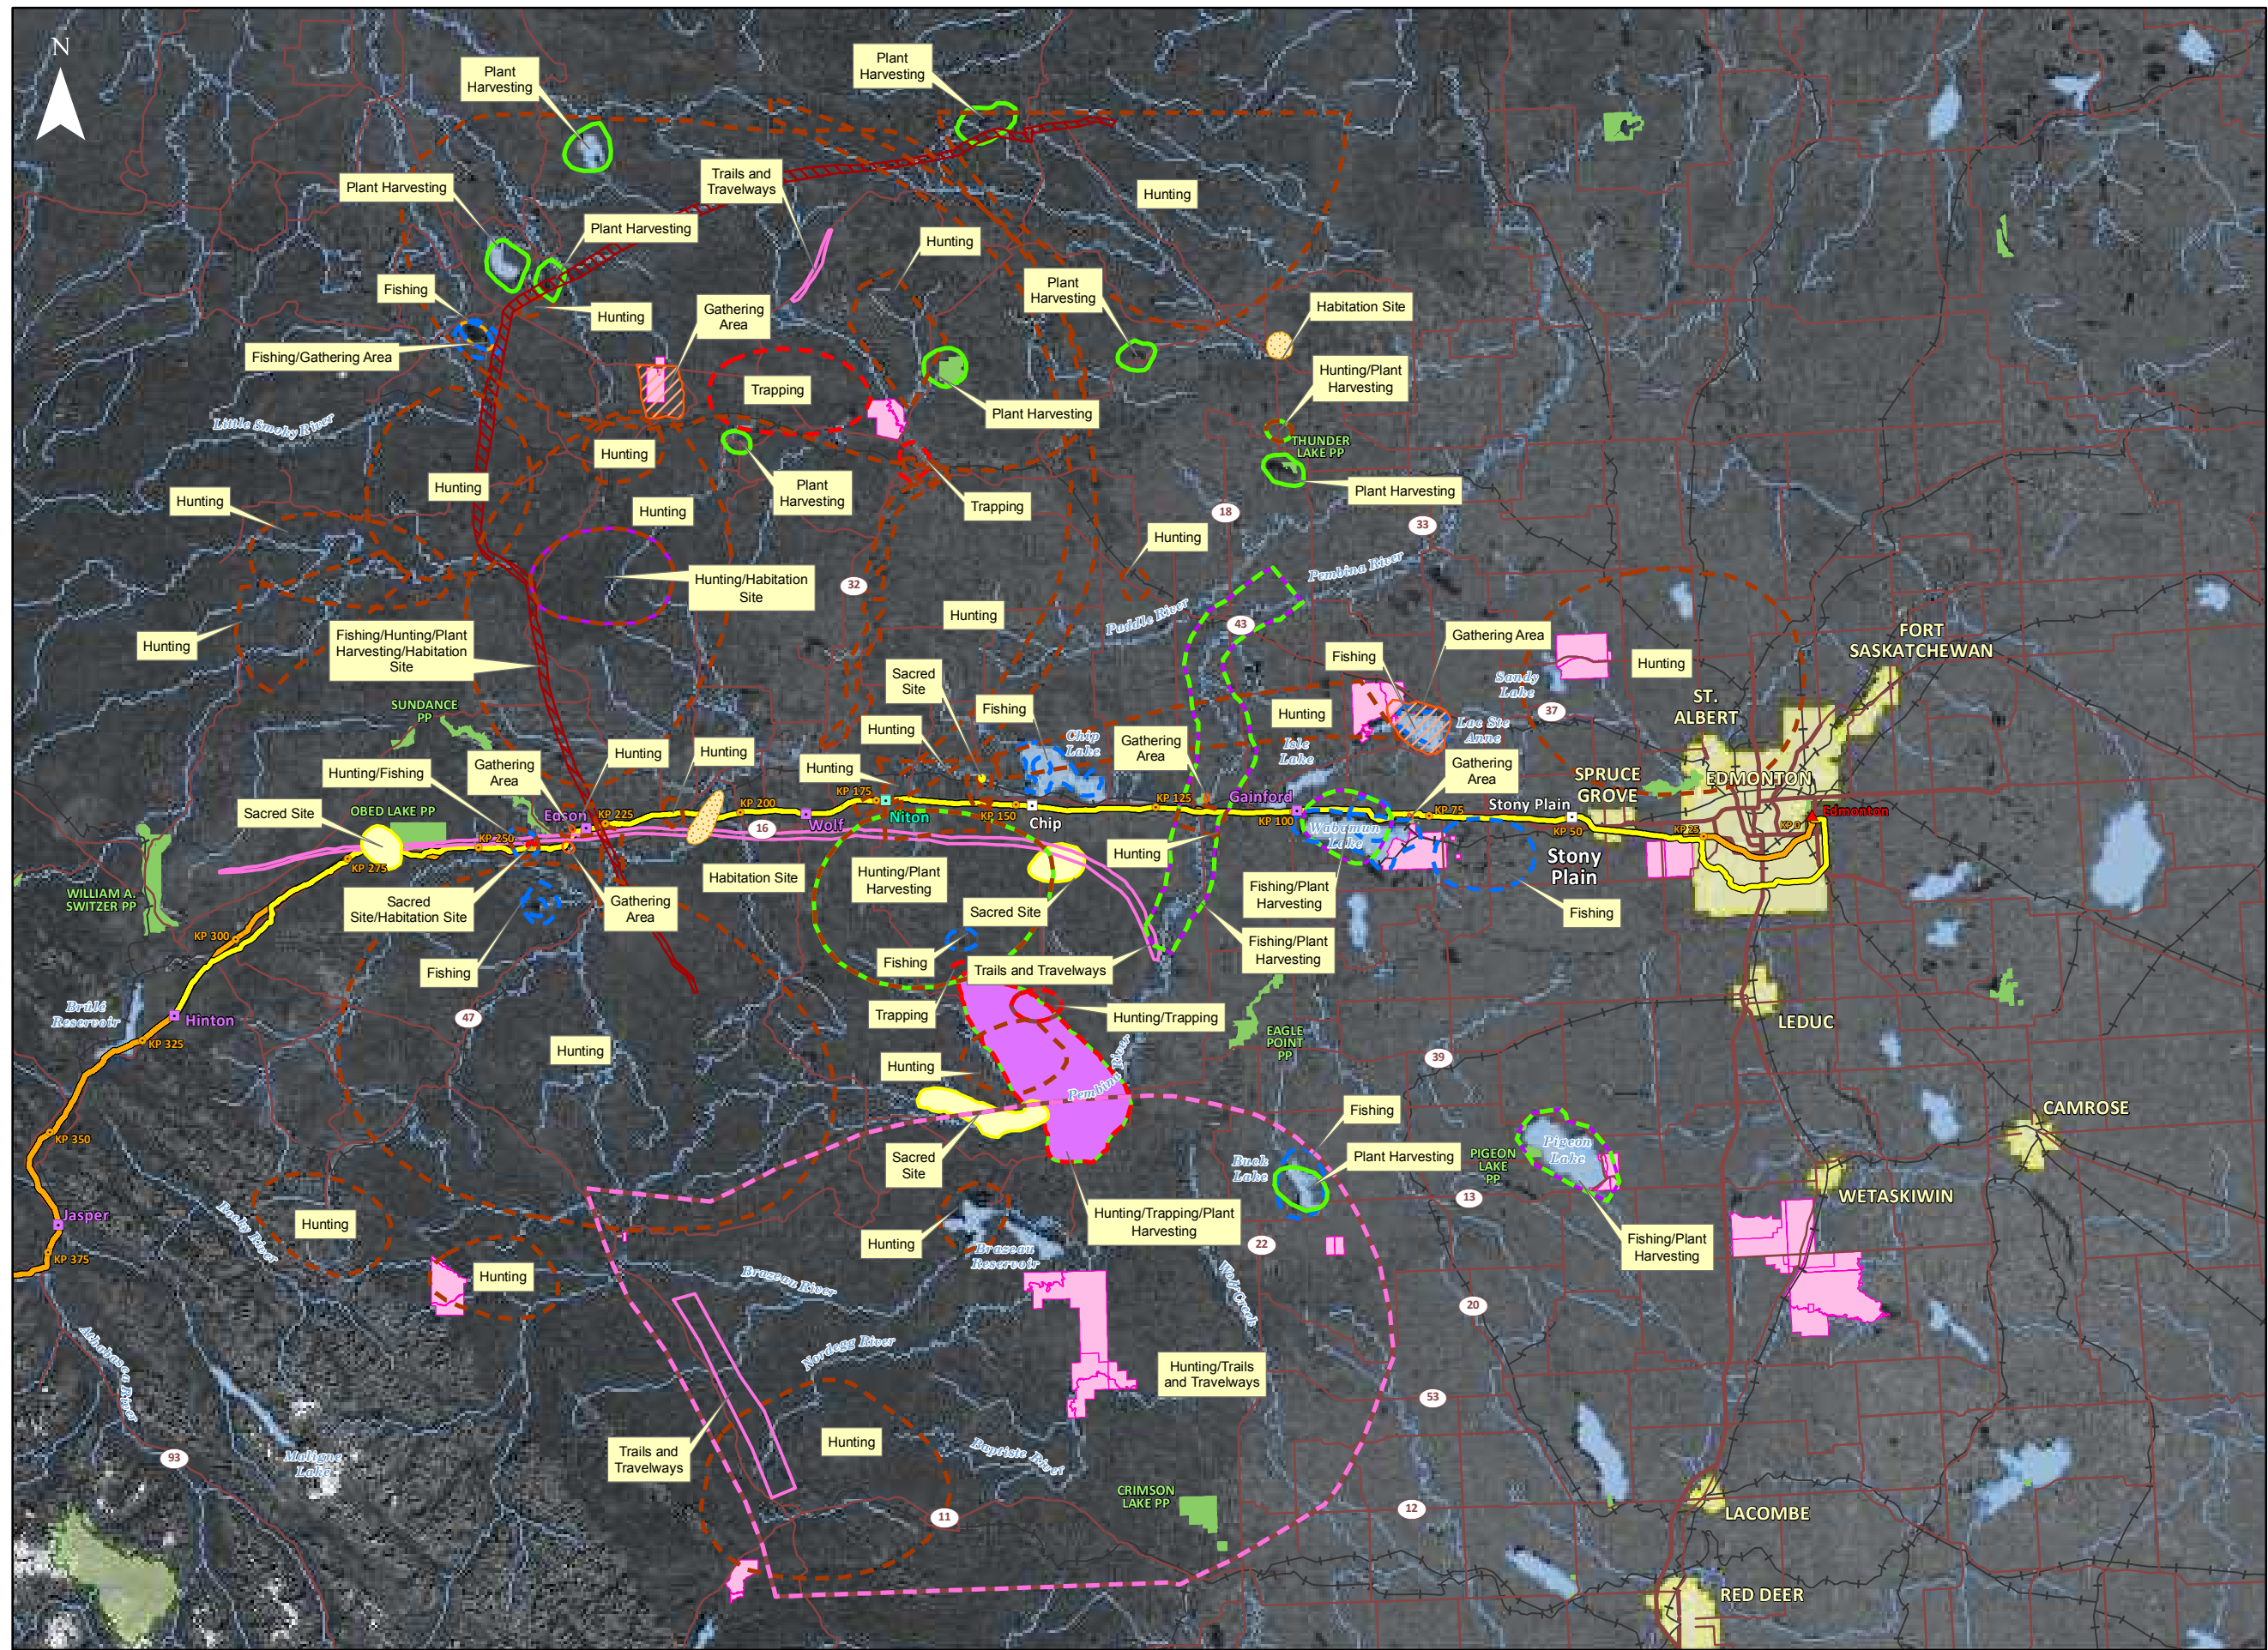 N
Plant
Harvesting
Plant
Harvesting
Plant Harvesting
Trails and
Travelways
Hunting
Plant Harvesting
Hunting
Fishing
Hunting
Gathering
Area
Plant
Harvesting
Habitation Site
Fishing/Gathering Area
Trapping
Hunting/Plant
Harvesting
Plant Harvesting
Little Smoky River
Hunting
THUNDER
LAKE PP
Hunting
Plant
Harvesting
Plant Harvesting
Hunting
Hunting
Trapping
18
33
Hunting
Hunting/Habitation
Site
32
Pembina River
Hunting
Paddle River
43
Hunting
Fishing/Hunting/Plant
Harvesting/Habitation
Site
Gathering Area
Fishing
Hunting
FORT
SASKATCHEWAN
Sandy
Lake
Sacred
Site
Fishing
SUNDANCE
PP
Hunting
37
ST.
ALBERT
Lac Ste
Anne
Hunting
Chip
Lake
Gathering
Area
Isle
Lake
Hunting
Hunting
Hunting/Fishing
Gathering
Area
Hunting
Gathering
Area
SPRUCE
GROVE
EDMONTON
Sacred Site
OBED LAKE PP
Edson
KP 225
KP 200
KP 175
Niton
Wolf
16
KP 150
Chip
KP 125
Gainford
KP 100
KP 75
Stony Plain
KP 50
KP 25
KP 0
Edmonton
Wabamun
Lake
KP 250
KP 275
Stony
Plain
Hunting
WILLIAM A.
SWITZER PP
Habitation Site
Hunting/Plant
Harvesting
Fishing/Plant
Harvesting
Sacred
Site/Habitation Site
Gathering
Area
Sacred Site
Fishing
KP 300
Fishing
Fishing
Trails and Travelways
Fishing/Plant
Harvesting
Brûlé
Reservoir
Hinton
47
Trapping
Hunting/Trapping
EAGLE
POINT
PP
LEDUC
KP 325
Hunting
Hunting
39
Pembina River
KP 350
Fishing
CAMROSE
Sacred
Site
Buck
Lake
Plant Harvesting
PIGEON
LAKE
PP
Pigeon
Lake
13
WETASKIWIN
Jasper
Rocky River
Hunting
Hunting
Hunting/Trapping/Plant
Harvesting
22
Fishing/Plant
Harvesting
KP 375
Hunting
Brazeau
Reservoir
Brazeau River
Wolf Creek
20
Athabasca River
Nordegg River
Hunting/Trails
and Travelways
53
Trails and
Travelways
Hunting
Baptiste River
93
Maligne
Lake
CRIMSON
LAKE PP
11
12
LACOMBE
RED DEER